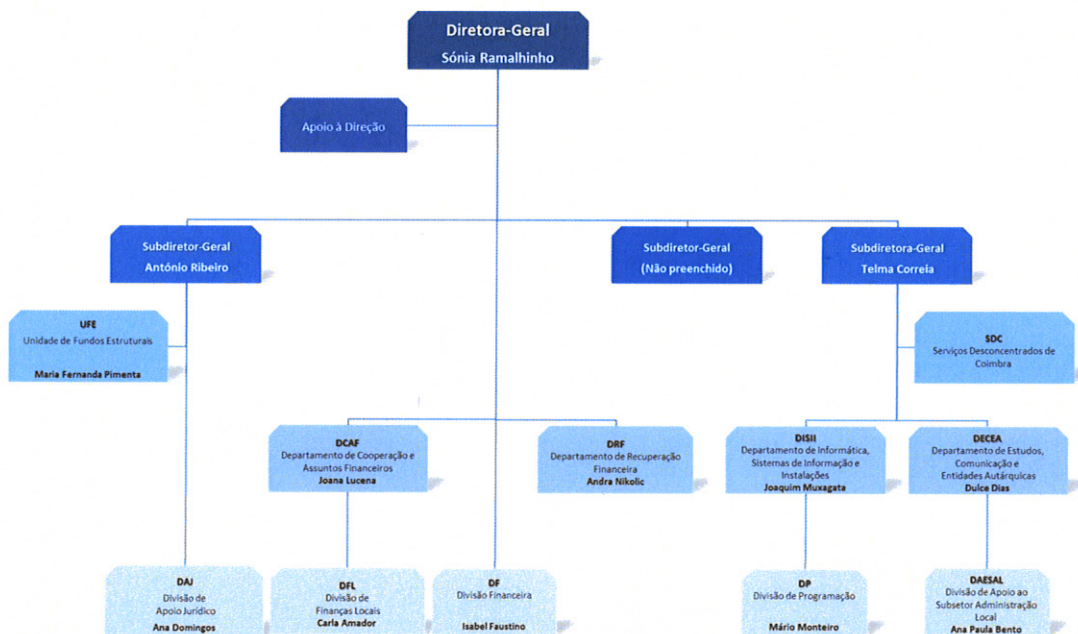 Diretora-Geral
Sónia Ramalhinho
Apoio à Direção
Subdiretor-Geral
António Ribeiro
Subdiretor-Geral
(Não preenchido)
Subdiretora-Geral
Telma Correia
UFE
Unidade de Fundos Estruturais
Maria Fernanda Pimenta
SDC
Serviços Desconcentrados de
Coimbra
DCAF
Departamento de Cooperação e
Assuntos Financeiros
Joana Lucena
DRF
Departamento de Recuperação
Financeira
Andra Nikolic
DISII
Departamento de Informática,
Sistemas de Informação e
Instalações
Joaquim Muxagata
DECEA
Departamento de Estudos,
Comunicação e
Entidades Autárquicas
Dulce Dias
DAJ
Divisão de
Apoio Jurídico
Ana Domingos
DFL
Divisão de
Finanças Locais
Carla Amador
DF
Divisão Financeira
Isabel Faustino
DP
Divisão de Programação
Mário Monteiro
DAESAL
Divisão de Apoio ao
Subsetor Administração
Local
Ana Paula Bento